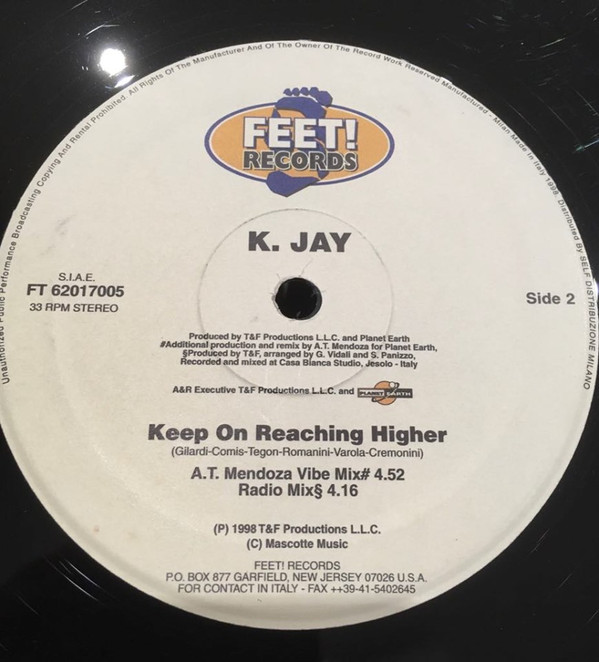 Unauthorized Public Performance Broadcasting Copying And Rental Prohibited. All Rights Of The Manufacturer And Of The Owner Of The Record Work Reserved Manufactured - Milan Made in Italy 1998. Distributed BY SELF DISTRIBUZIONE MILANO
FEET!
RECORDS
K. JAY
S.I.A.E.
FT 62017005
33 RPM STEREO
Side 2
Produced by T&F Productions L.L.C. and Planet Earth
#Additional production and remix by A.T. Mendoza for Planet Earth,
§Produced by T&F, arranged by G. Vidali and S. Panizzo,
Recorded and mixed at Casa Bianca Studio, Jesolo - Italy
A&R Executive T&F Productions L.L.C. and PLANET EARTH
Keep On Reaching Higher
(Gilardi-Comis-Tegon-Romanini-Varola-Cremonini)
A.T. Mendoza Vibe Mix# 4.52
Radio Mix§ 4.16
(P) 1998 T&F Productions L.L.C.
(C) Mascotte Music
FEET! RECORDS
P.O. BOX 877 GARFIELD, NEW JERSEY 07026 U.S.A.
FOR CONTACT IN ITALY - FAX ++39-41-5402645